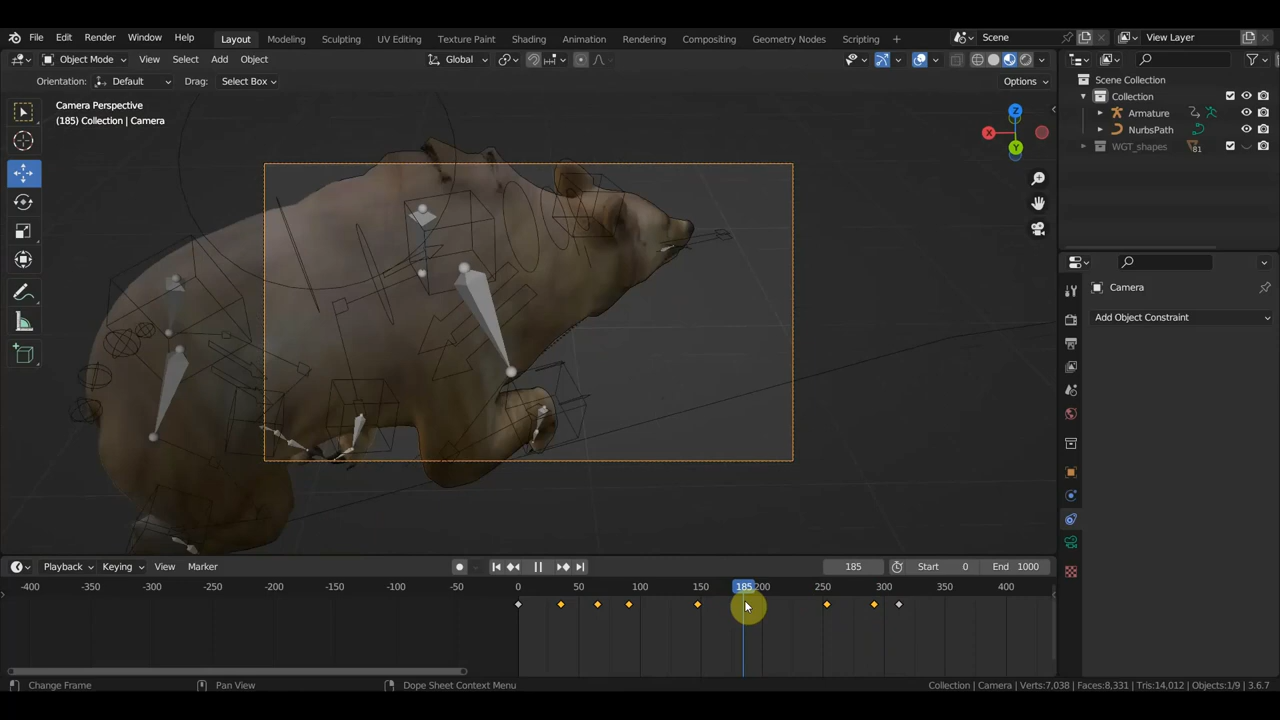 File Edit Render Window Help Layout Modeling Sculpting UV Editing Texture Paint Shading Animation Rendering Compositing Geometry Nodes Scripting + Scene View Layer
Object Mode View Select Add Object Global Options
Orientation: Default Drag: Select Box
Camera Perspective
(185) Collection | Camera
Z
X
Y
Scene Collection
Collection
Armature
NurbsPath
WGT_shapes 81
Camera
Add Object Constraint
Playback Keying View Marker 185 Start 0 End 1000
-400 -350 -300 -250 -200 -150 -100 -50 0 50 100 150 185 200 250 300 350 400
Change Frame Pan View Dope Sheet Context Menu Collection | Camera | Verts:7,038 | Faces:8,331 | Tris:14,012 | Objects:1/9 | 3.6.7